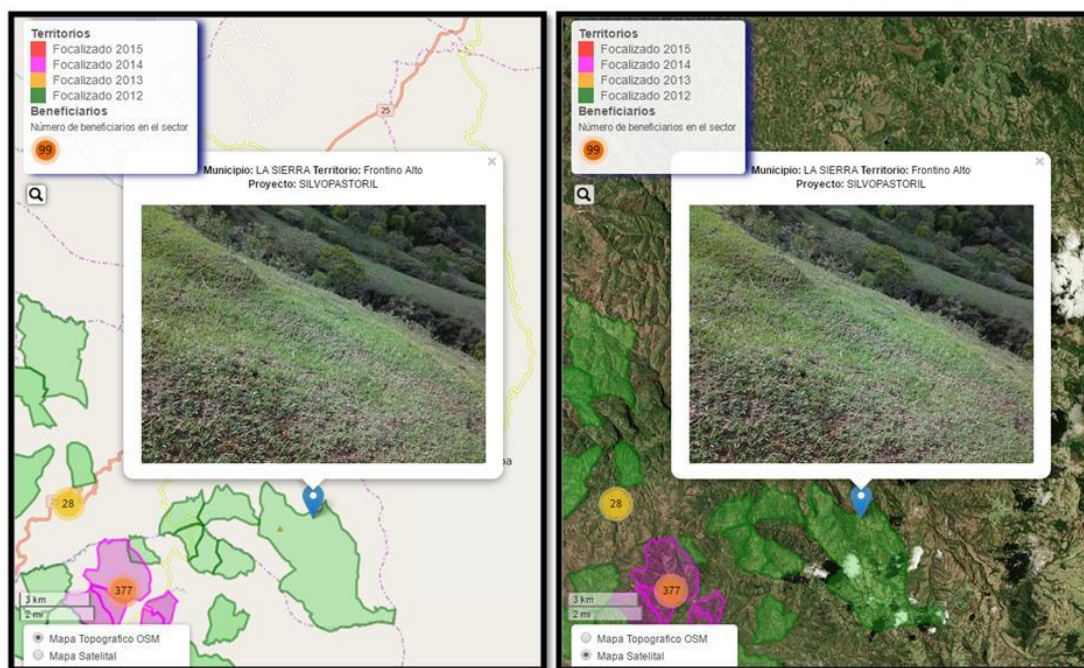 Territorios
Focalizado 2015
Focalizado 2014
Focalizado 2013
Focalizado 2012
Beneficiarios
Número de beneficiarios en el sector
99
25
×
Municipio: LA SIERRA Territorio: Frontino Alto
Proyecto: SILVOPASTORIL
28
377
3 km
2 mi
Mapa Topografico OSM
Mapa Satelital
Territorios
Focalizado 2015
Focalizado 2014
Focalizado 2013
Focalizado 2012
Beneficiarios
Número de beneficiarios en el sector
99
×
Municipio: LA SIERRA Territorio: Frontino Alto
Proyecto: SILVOPASTORIL
28
377
3 km
2 mi
Mapa Topografico OSM
Mapa Satelital